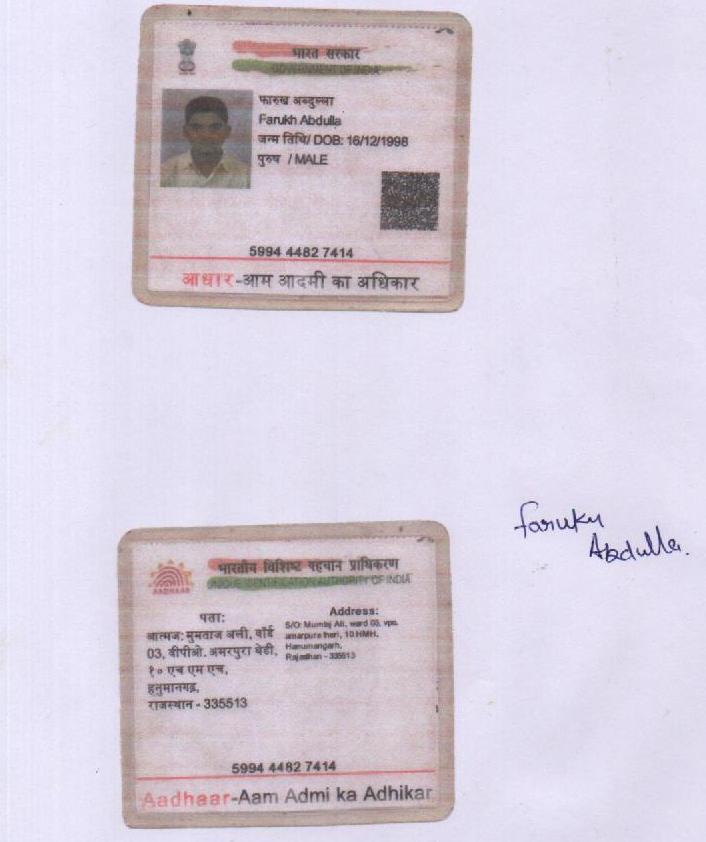 भारत सरकार
GOVERNMENT OF INDIA
फारुख अब्दुल्ला
Farukh Abdulla
जन्म तिथि/ DOB: 16/12/1998
पुरुष / MALE
5994 4482 7414
आधार-आम आदमी का अधिकार
Farukh
Abdulla.
भारतीय विशिष्ट पहचान प्राधिकरण
UNIQUE IDENTIFICATION AUTHORITY OF INDIA
AADHAAR
पता:
आत्मज: मुमताज अली, वॉर्ड
03, वीपीओ. अमरपुरा थेडी,
१० एच एम एच,
हनुमानगढ़,
राजस्थान - 335513
Address:
S/O: Mumtaj Ali, ward 03, vpo.
amarpura heri, 10 HMH,
Hanumangarh,
Rajasthan - 335513
5994 4482 7414
Aadhaar-Aam Admi ka Adhikar